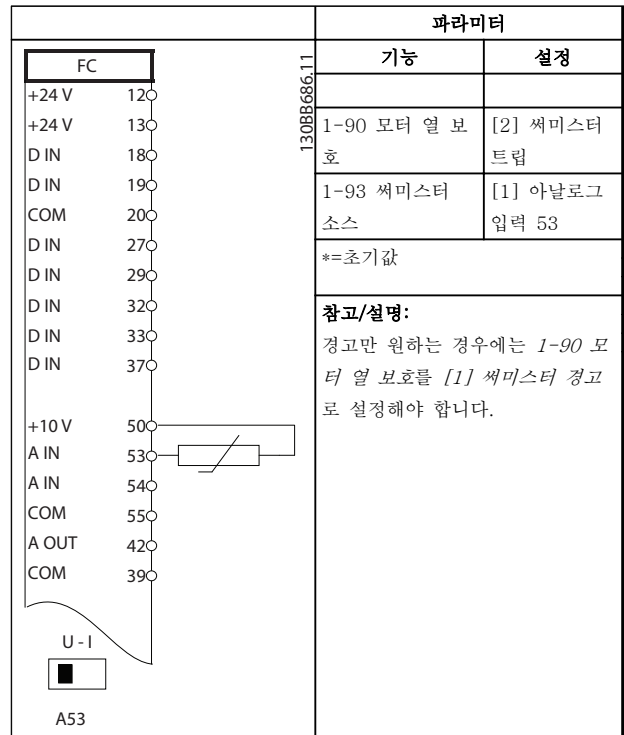 파라미터
기능 설정
FC
+24 V 12
+24 V 13
D IN 18
D IN 19
COM 20
D IN 27
D IN 29
D IN 32
D IN 33
D IN 37
+10 V 50
A IN 53
A IN 54
COM 55
A OUT 42
COM 39
U - I
A53
130BB686.11
1-90 모터 열 보
호
[2] 써미스터
트립
1-93 써미스터
소스
[1] 아날로그
입력 53
*=초기값
참고/설명:
경고만 원하는 경우에는 1-90 모
터 열 보호를 [1] 써미스터 경고
로 설정해야 합니다.